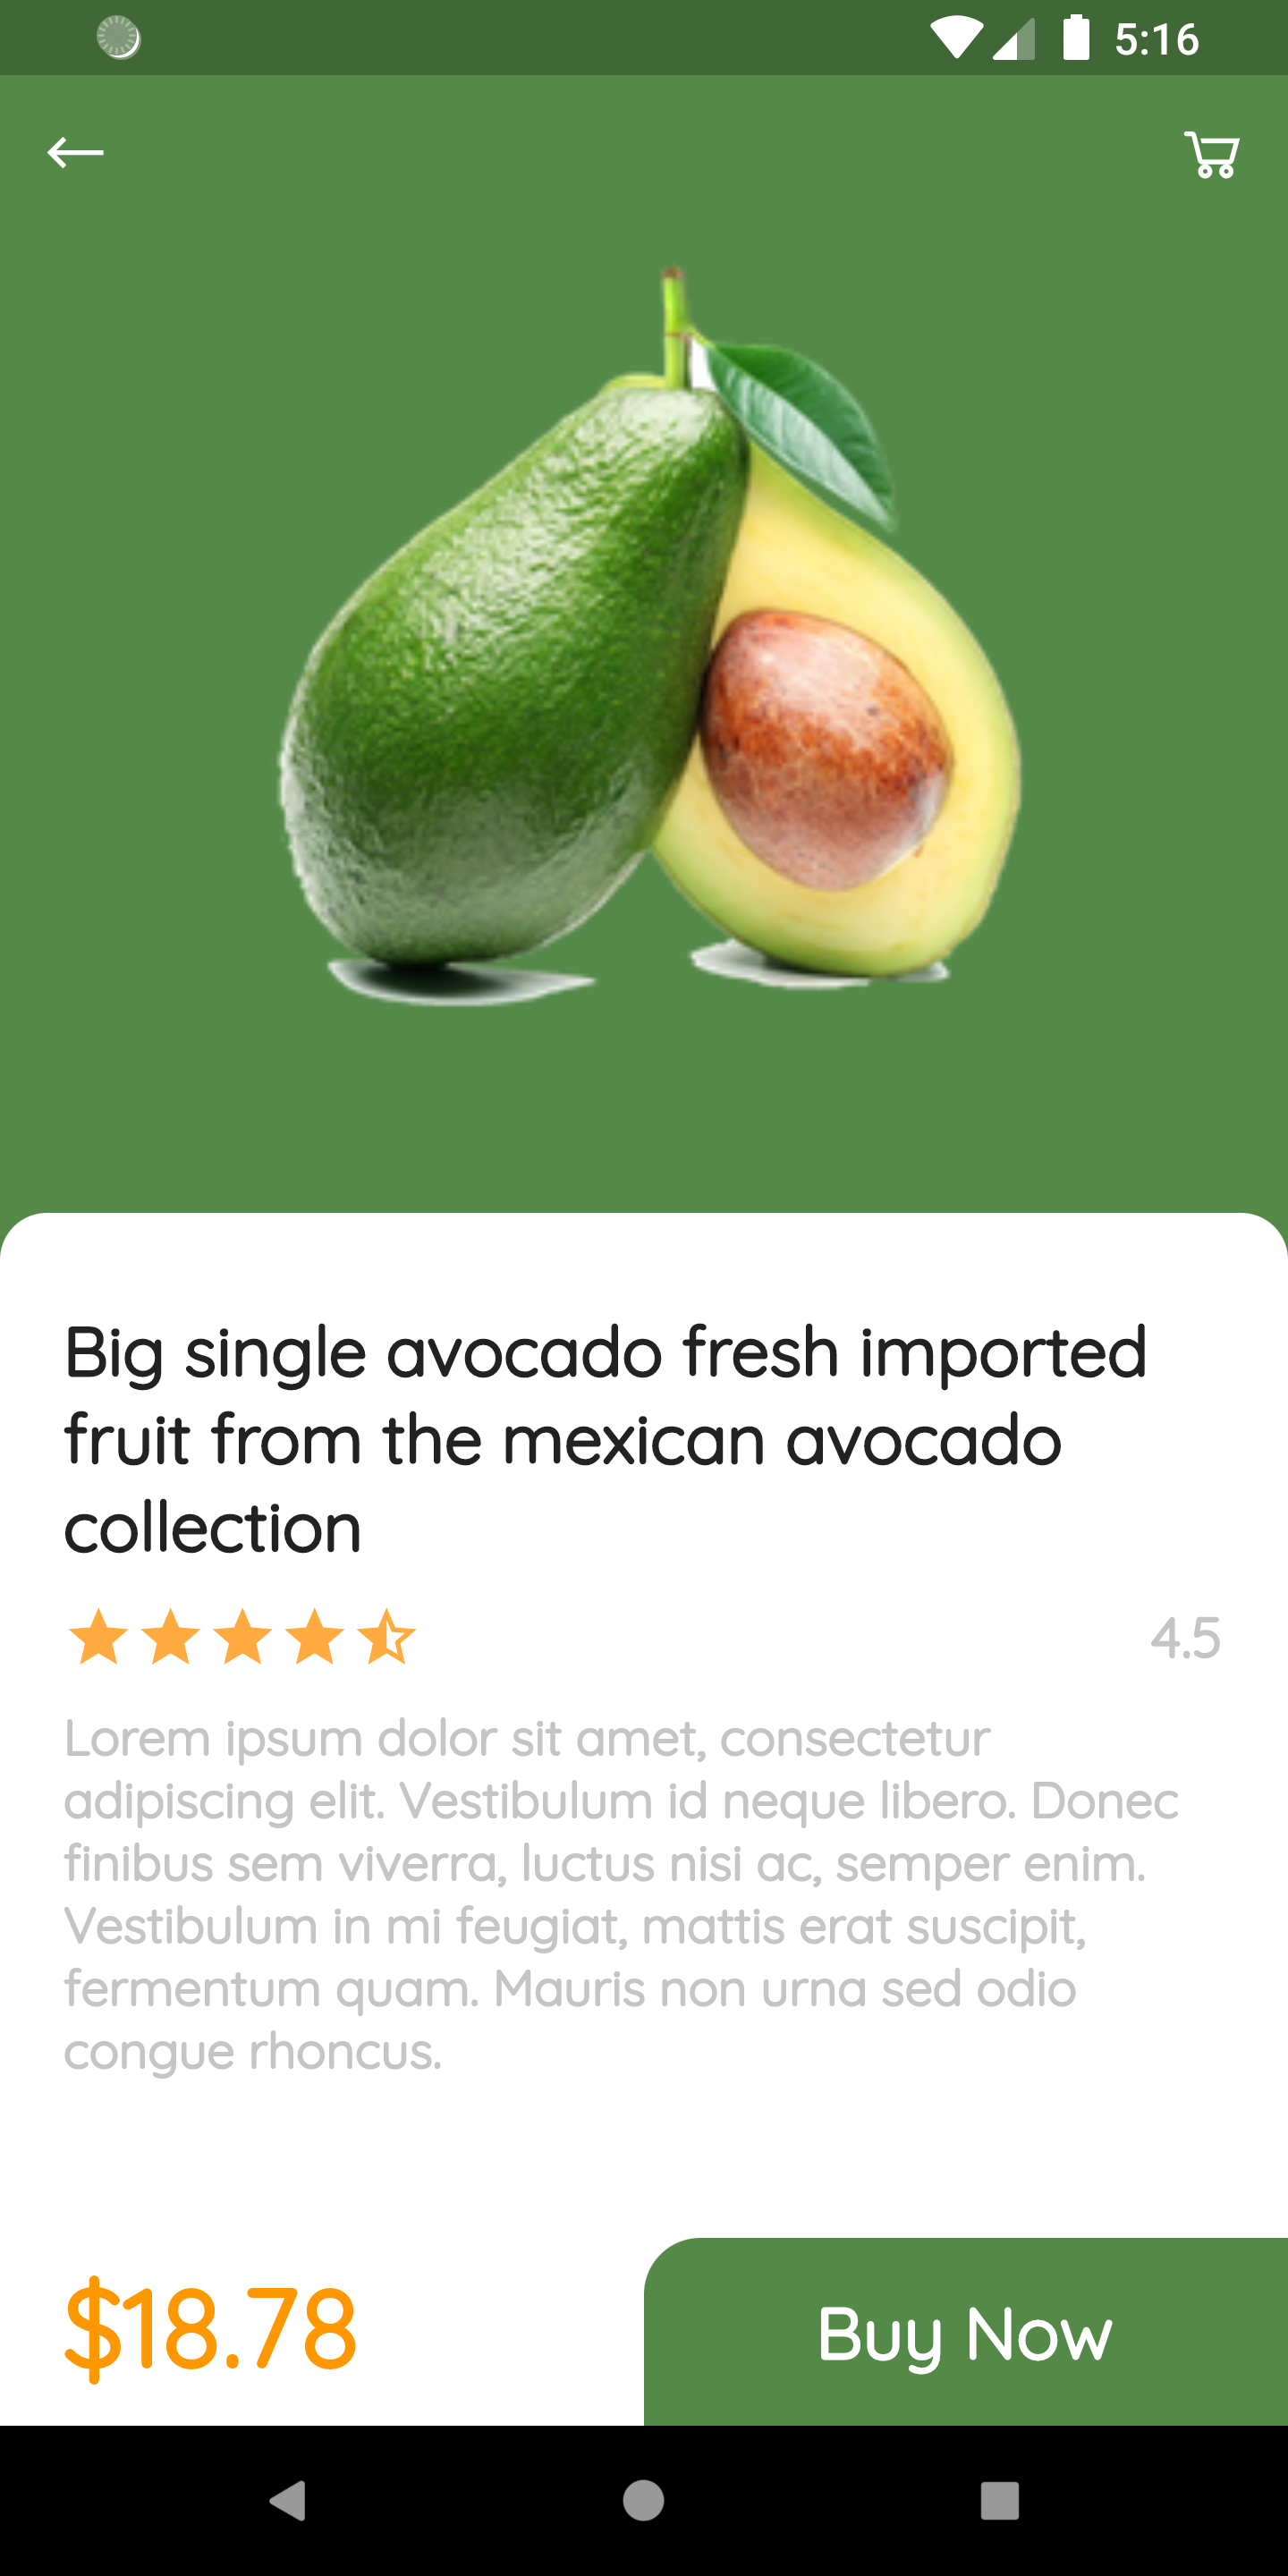 5:16
Big single avocado fresh imported
fruit from the mexican avocado
collection
4.5
Lorem ipsum dolor sit amet, consectetur
adipiscing elit. Vestibulum id neque libero. Donec
finibus sem viverra, luctus nisi ac, semper enim.
Vestibulum in mi feugiat, mattis erat suscipit,
fermentum quam. Mauris non urna sed odio
congue rhoncus.
$18.78
Buy Now